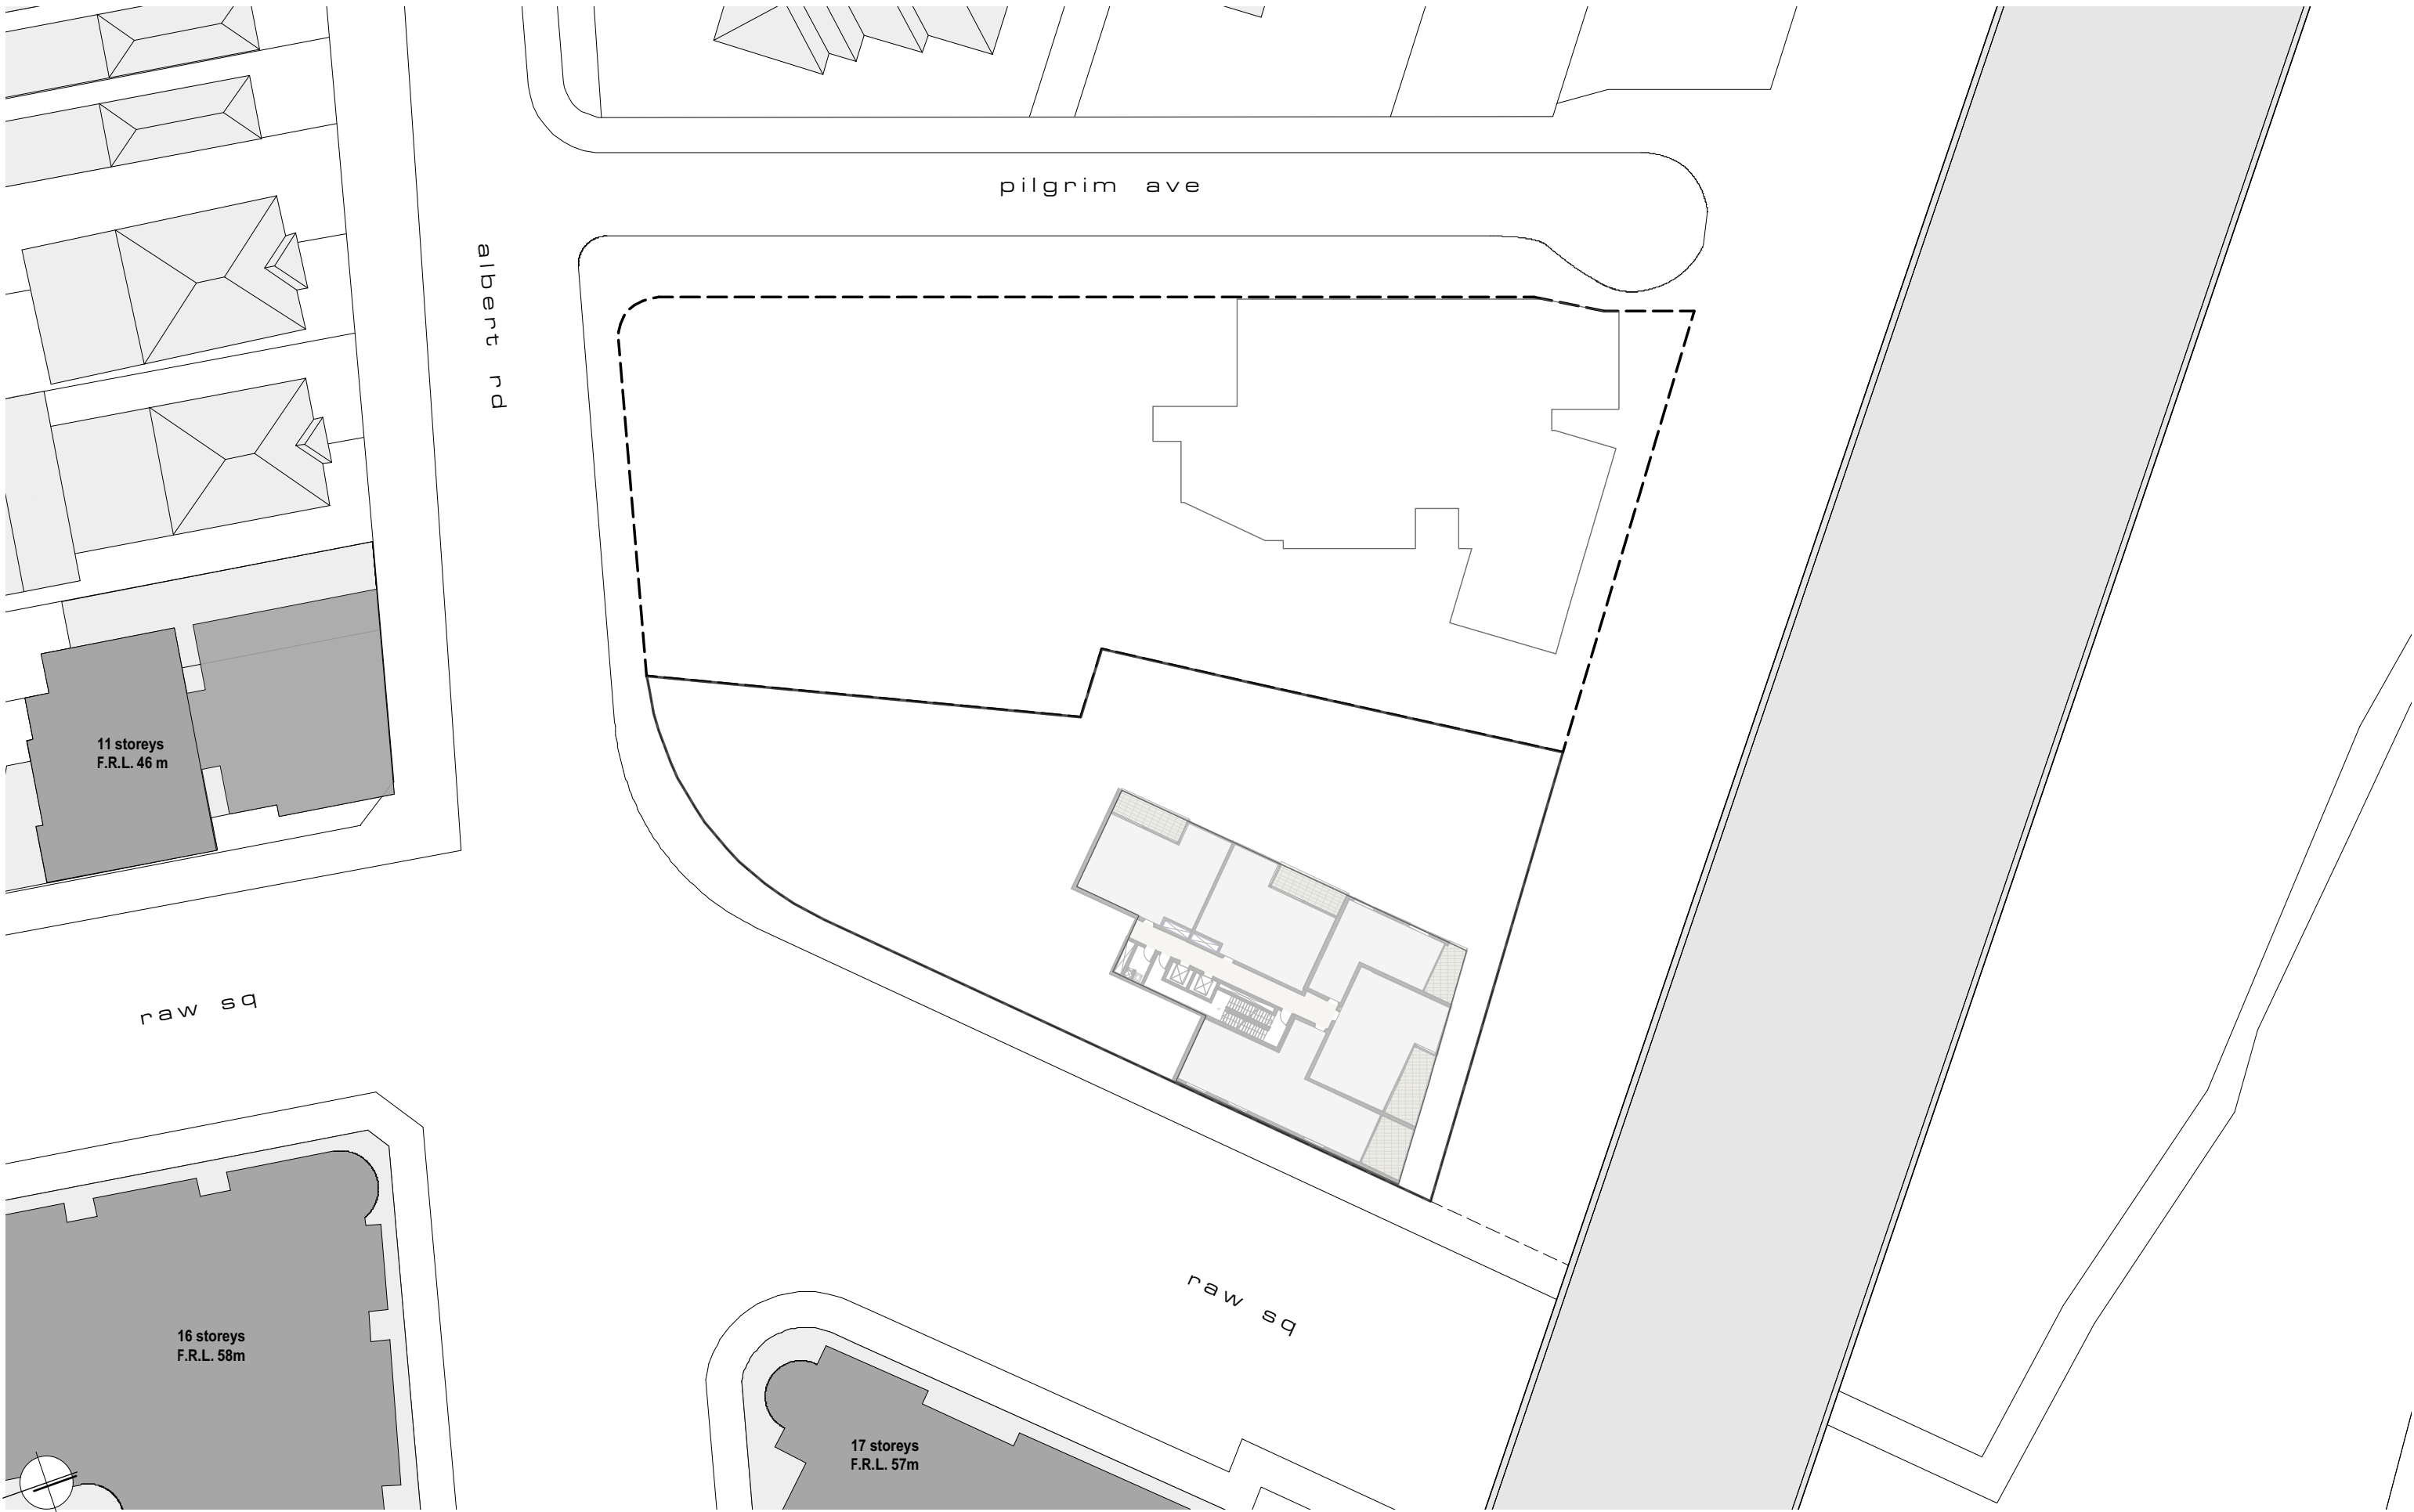 pilgrim ave
albert rd
11 storeys
F.R.L. 46 m
raw sq
raw sq
16 storeys
F.R.L. 58m
17 storeys
F.R.L. 57m